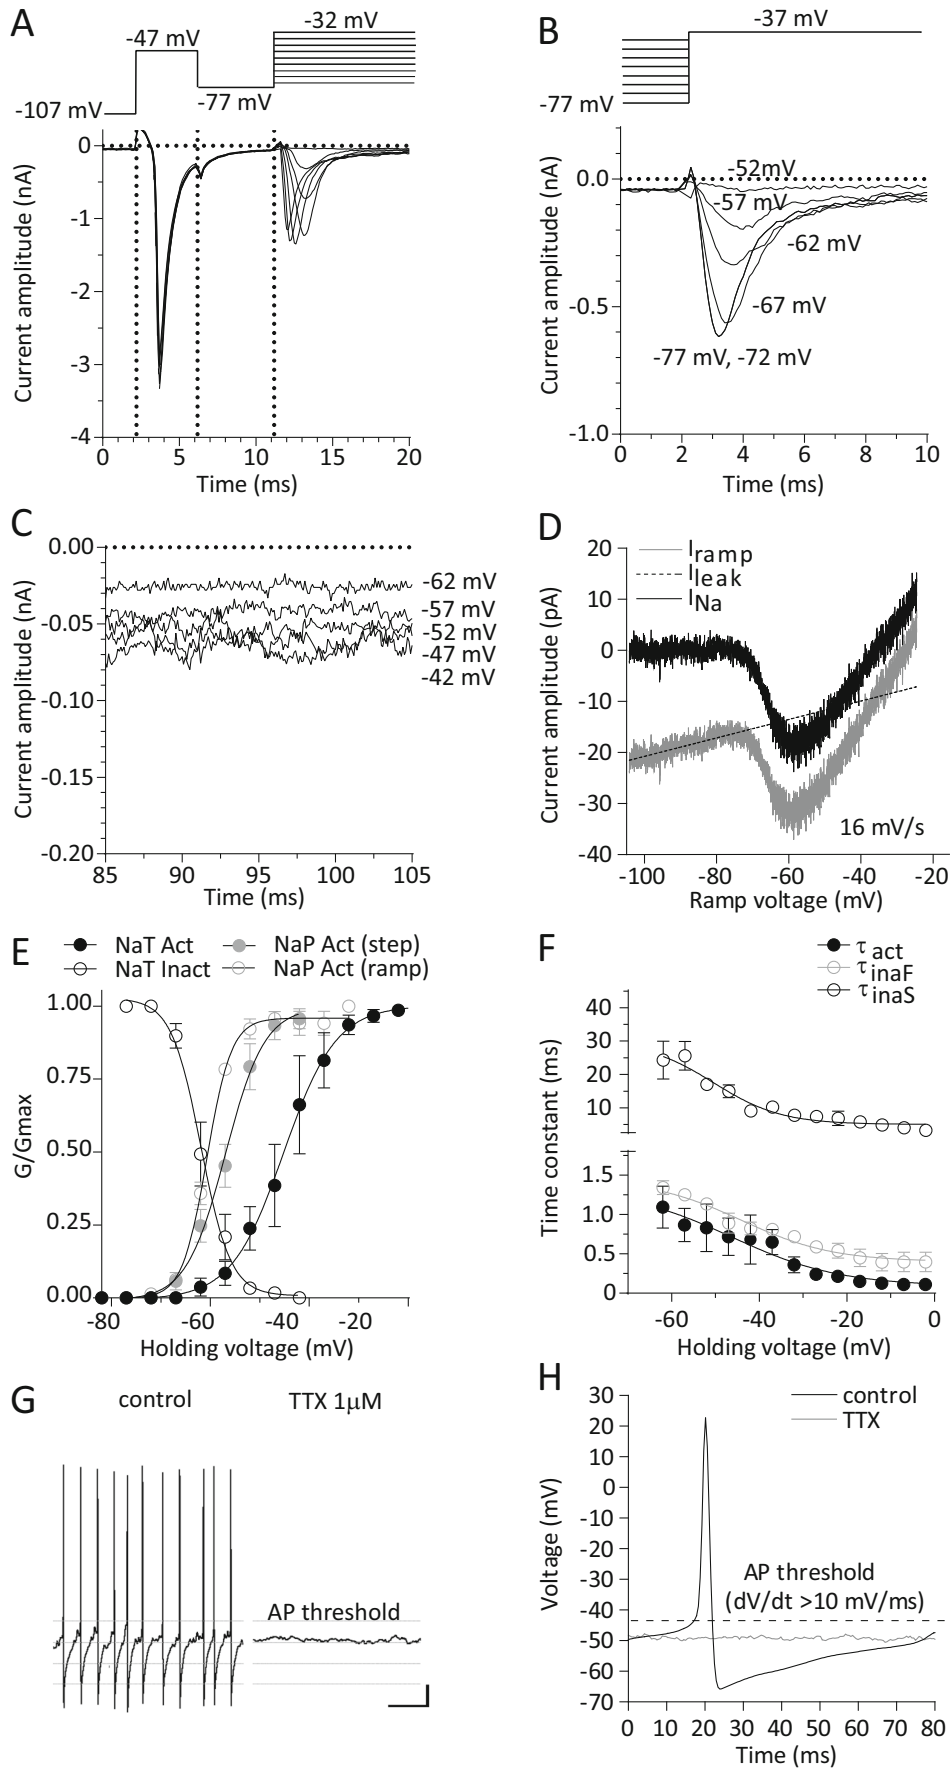 A
-32 mV
-47 mV
-77 mV
-107 mV
0
-1
-2
-3
-4
Current amplitude (nA)
0 5 10 15 20
Time (ms)
B
-37 mV
-77 mV
0.0
-0.5
-1.0
Current amplitude (nA)
-52mV
-57 mV
-62 mV
-67 mV
-77 mV, -72 mV
0 2 4 6 8 10
Time (ms)
C
0.00
-0.05
-0.10
-0.15
-0.20
Current amplitude (nA)
-62 mV
-57 mV
-52 mV
-47 mV
-42 mV
85 90 95 100 105
Time (ms)
D
I ramp
I leak
I Na
20
10
0
-10
-20
-30
-40
Current amplitude (pA)
16 mV/s
-100 -80 -60 -40 -20
Ramp voltage (mV)
E
NaT Act
NaT Inact
NaP Act (step)
NaP Act (ramp)
1.00
0.75
0.50
0.25
0.00
G/Gmax
-80 -60 -40 -20
Holding voltage (mV)
F
τ act
τ inaF
τ inaS
40
30
20
10
1.5
1.0
0.5
0
Time constant (ms)
-60 -40 -20 0
Holding voltage (mV)
G
control
TTX 1μM
AP threshold
H
control
TTX
30
20
10
0
-10
-20
-30
-40
-50
-60
-70
Voltage (mV)
AP threshold
(dV/dt >10 mV/ms)
0 10 20 30 40 50 60 70 80
Time (ms)